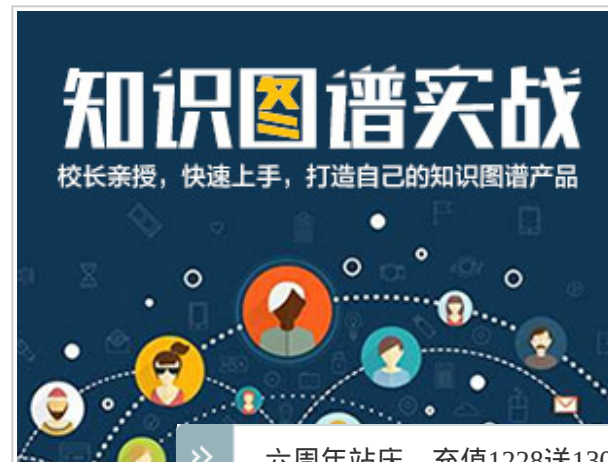 知识图谱实战
校长亲授，快速上手，打造自己的知识图谱产品
六周年站庆，充值1228送130